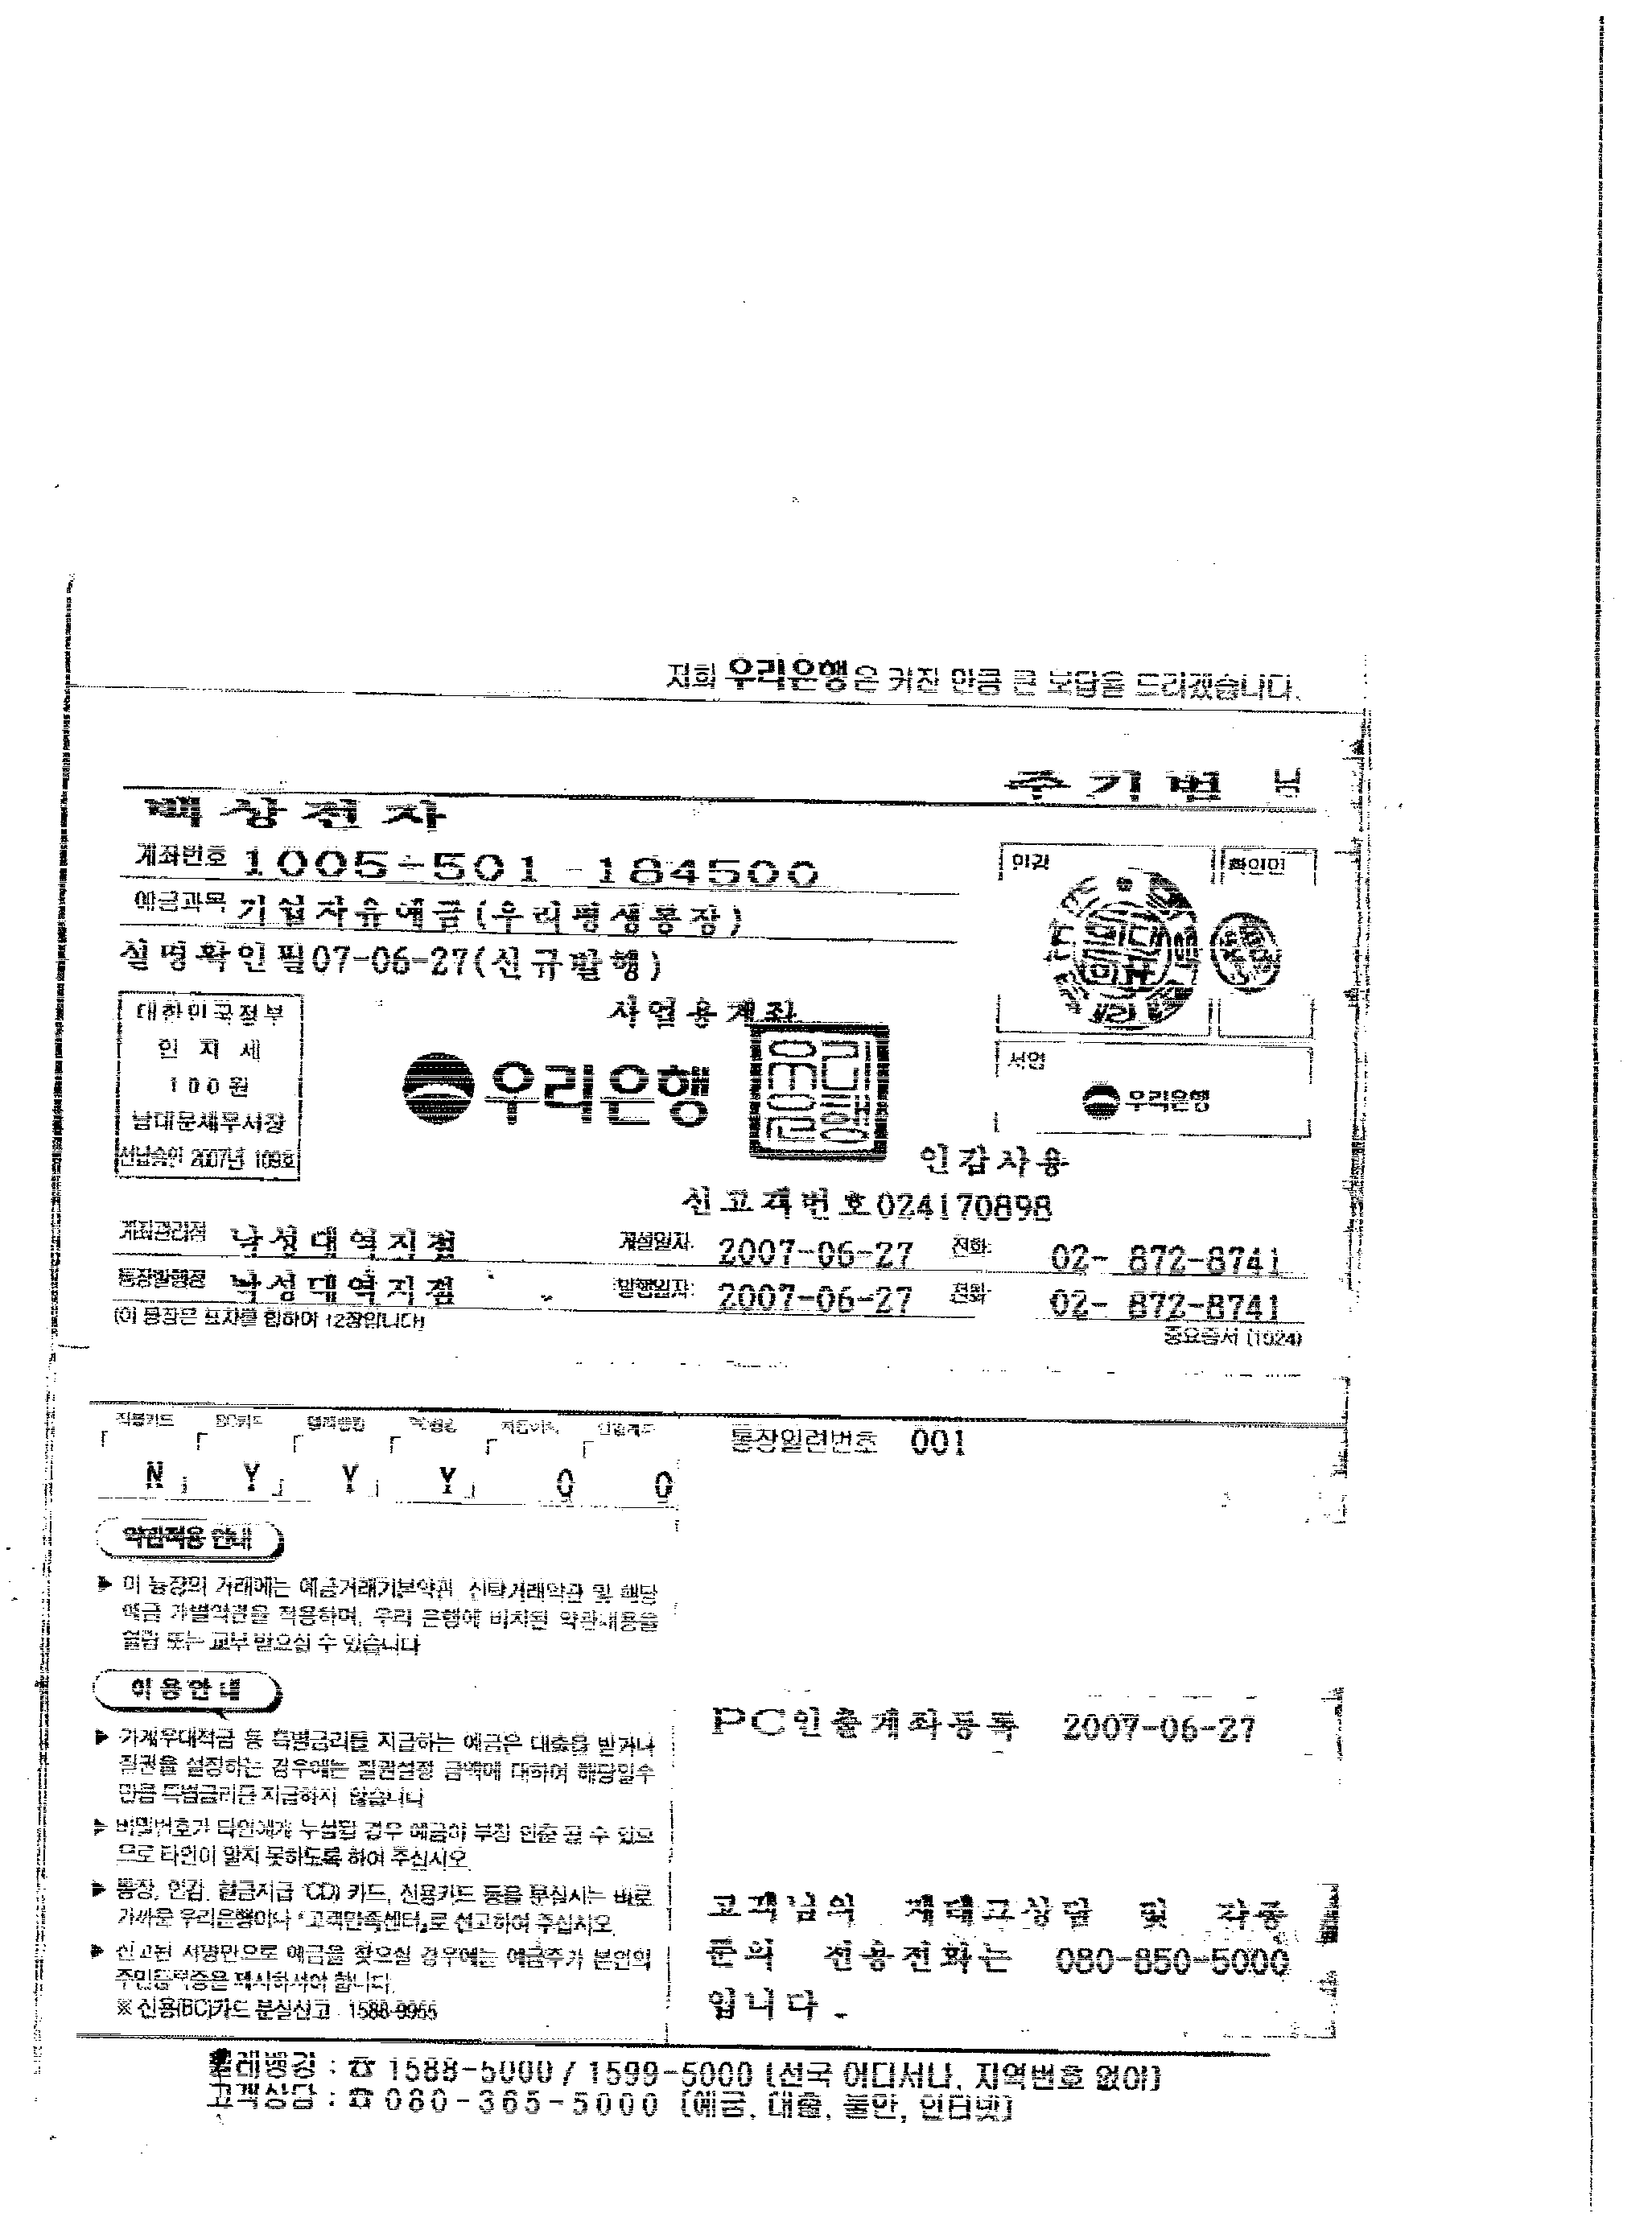 저희 우리은행은 커진 만큼 큰 보답을 드리겠습니다.
주기범 님
백상전자
계좌번호 1005-501-184500
예금과목 기업자유예금(우리평생통장)
실명확인필07-06-27(신규발행)
인감
확인인
대한민국정부
인지세
100원
남대문세무서장
선납승인 2007년 109호
사업용계좌
우리은행
서명
우리은행
인감사용
신고객번호024170898
계좌관리점 낙성대역지점 개설일자: 2007-06-27 전화: 02- 872-8741
통장발행점 낙성대역지점 발행일자: 2007-06-27 전화: 02- 872-8741
(이 통장은 표지를 합하여 12장입니다)
중요증서 (1024)
직불카드 BC카드 텔레뱅킹
통장일련번호 001
N Y Y Y 0 0
약관적용 안내
▶ 이 통장의 거래에는 예금거래기본약관, 신탁거래약관 및 해당
예금 개별약관을 적용하며, 우리 은행에 비치된 약관내용을
열람 또는 교부 받으실 수 있습니다
이용안내
▶ 가계우대적금 등 특별금리를 지급하는 예금은 대출을 받거나
질권을 설정하는 경우에는 질권설정 금액에 대하여 해당일수
만큼 특별금리를 지급하지 않습니다
▶ 비밀번호가 타인에게 누설될 경우 예금이 부정 인출 될 수 있으
므로 타인이 알지 못하도록 하여 주십시오
▶ 통장, 인감, 현금지급(CD) 카드, 신용카드 등을 분실시는 바로
가까운 우리은행이나 「고객만족센터」로 신고하여 주십시오
▶ 신고된 서명만으로 예금을 찾으실 경우에는 예금주가 본인의
주민등록증은 제시하셔야 합니다.
※ 신용(BC)카드 분실신고 : 1588-9955
PC인출계좌등록 2007-06-27
고객님의 재테크상담 및 각종
문의 전용전화는 080-850-5000
입니다.
텔레뱅킹 : ☎ 1588-5000 / 1599-5000 (전국 어디서나, 지역번호 없이)
고객상담 : ☎ 080-365-5000 (예금, 대출, 불만, 인터넷)